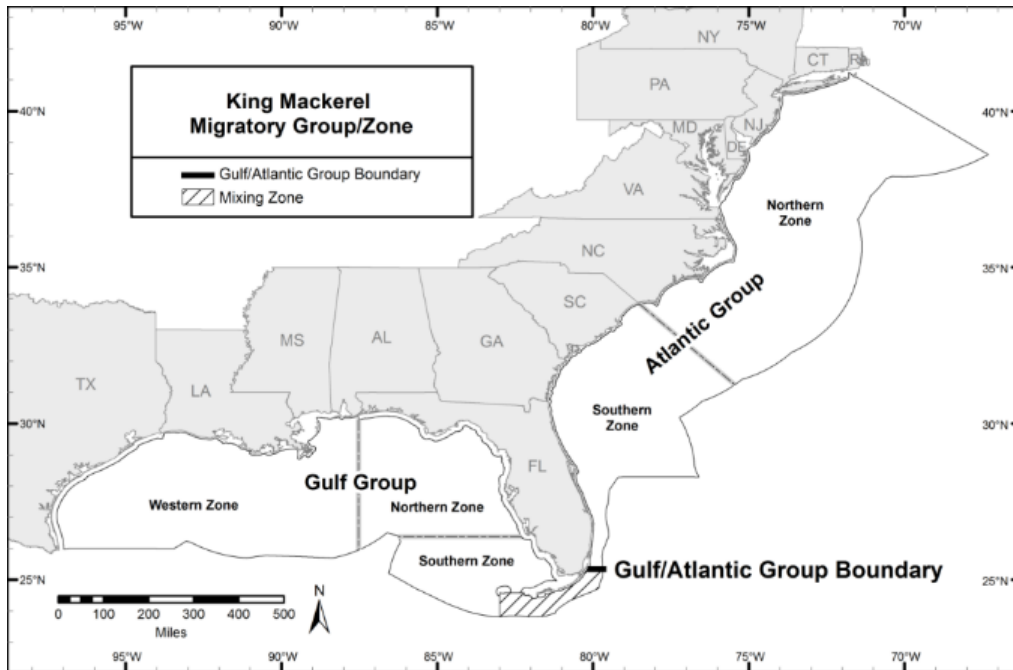 95°W
90°W
85°W
80°W
75°W
70°W
King Mackerel
Migratory Group/Zone
Gulf/Atlantic Group Boundary
Mixing Zone
NY
CT
RI
PA
40°N
40°N
MD
NJ
DE
VA
Northern
Zone
NC
35°N
35°N
SC
Atlantic Group
MS
AL
GA
TX
LA
Southern
Zone
30°N
30°N
FL
Gulf Group
Western Zone
Northern Zone
Southern Zone
Gulf/Atlantic Group Boundary
25°N
25°N
N
0 50 100 200 300 400 500
Miles
95°W
90°W
85°W
80°W
75°W
70°W